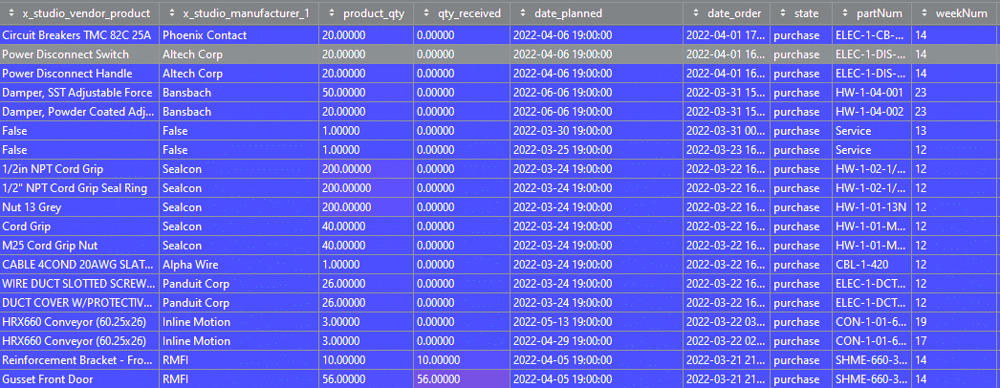 x_studio_vendor_product x_studio_manufacturer_1 product_qty qty_received date_planned date_order state partNum weekNum
Circuit Breakers TMC 82C 25A Phoenix Contact 20.00000 0.00000 2022-04-06 19:00:00 2022-04-01 17... purchase ELEC-1-CB-... 14
Power Disconnect Switch Altech Corp 20.00000 0.00000 2022-04-06 19:00:00 2022-04-01 16... purchase ELEC-1-DIS-... 14
Power Disconnect Handle Altech Corp 20.00000 0.00000 2022-04-06 19:00:00 2022-04-01 16... purchase ELEC-1-DIS-... 14
Damper, SST Adjustable Force Bansbach 50.00000 0.00000 2022-06-06 19:00:00 2022-03-31 15... purchase HW-1-04-001 23
Damper, Powder Coated Adj... Bansbach 20.00000 0.00000 2022-06-06 19:00:00 2022-03-31 15... purchase HW-1-04-002 23
False False 1.00000 0.00000 2022-03-30 19:00:00 2022-03-31 00... purchase Service 13
False False 1.00000 0.00000 2022-03-25 19:00:00 2022-03-23 16... purchase Service 12
1/2in NPT Cord Grip Sealcon 200.00000 0.00000 2022-03-24 19:00:00 2022-03-22 16... purchase HW-1-02-1/... 12
1/2" NPT Cord Grip Seal Ring Sealcon 200.00000 0.00000 2022-03-24 19:00:00 2022-03-22 16... purchase HW-1-02-1/... 12
Nut 13 Grey Sealcon 200.00000 0.00000 2022-03-24 19:00:00 2022-03-22 16... purchase HW-1-01-13N 12
Cord Grip Sealcon 40.00000 0.00000 2022-03-24 19:00:00 2022-03-22 16... purchase HW-1-01-M... 12
M25 Cord Grip Nut Sealcon 40.00000 0.00000 2022-03-24 19:00:00 2022-03-22 16... purchase HW-1-01-M... 12
CABLE 4COND 20AWG SLAT... Alpha Wire 1.00000 0.00000 2022-03-24 19:00:00 2022-03-22 16... purchase CBL-1-420 12
WIRE DUCT SLOTTED SCREW... Panduit Corp 26.00000 0.00000 2022-03-24 19:00:00 2022-03-22 16... purchase ELEC-1-DCT... 12
DUCT COVER W/PROTECTIV... Panduit Corp 26.00000 0.00000 2022-03-24 19:00:00 2022-03-22 16... purchase ELEC-1-DCT... 12
HRX660 Conveyor (60.25x26) Inline Motion 3.00000 0.00000 2022-05-13 19:00:00 2022-03-22 03... purchase CON-1-01-6... 19
HRX660 Conveyor (60.25x26) Inline Motion 3.00000 0.00000 2022-04-29 19:00:00 2022-03-22 02... purchase CON-1-01-6... 17
Reinforcement Bracket - Fro... RMFI 10.00000 10.00000 2022-04-05 19:00:00 2022-03-21 21... purchase SHME-660-3... 14
Gusset Front Door RMFI 56.00000 56.00000 2022-04-05 19:00:00 2022-03-21 21... purchase SHME-660-3... 14